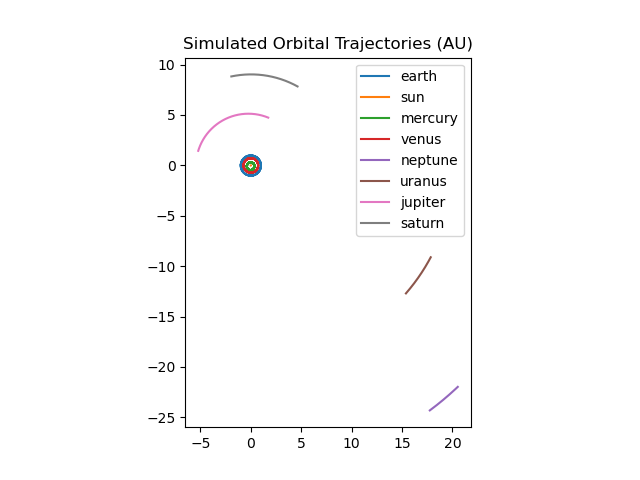 Simulated Orbital Trajectories (AU)
10
5
0
−5
−10
−15
−20
−25
−5
0
5
10
15
20
earth
sun
mercury
venus
neptune
uranus
jupiter
saturn